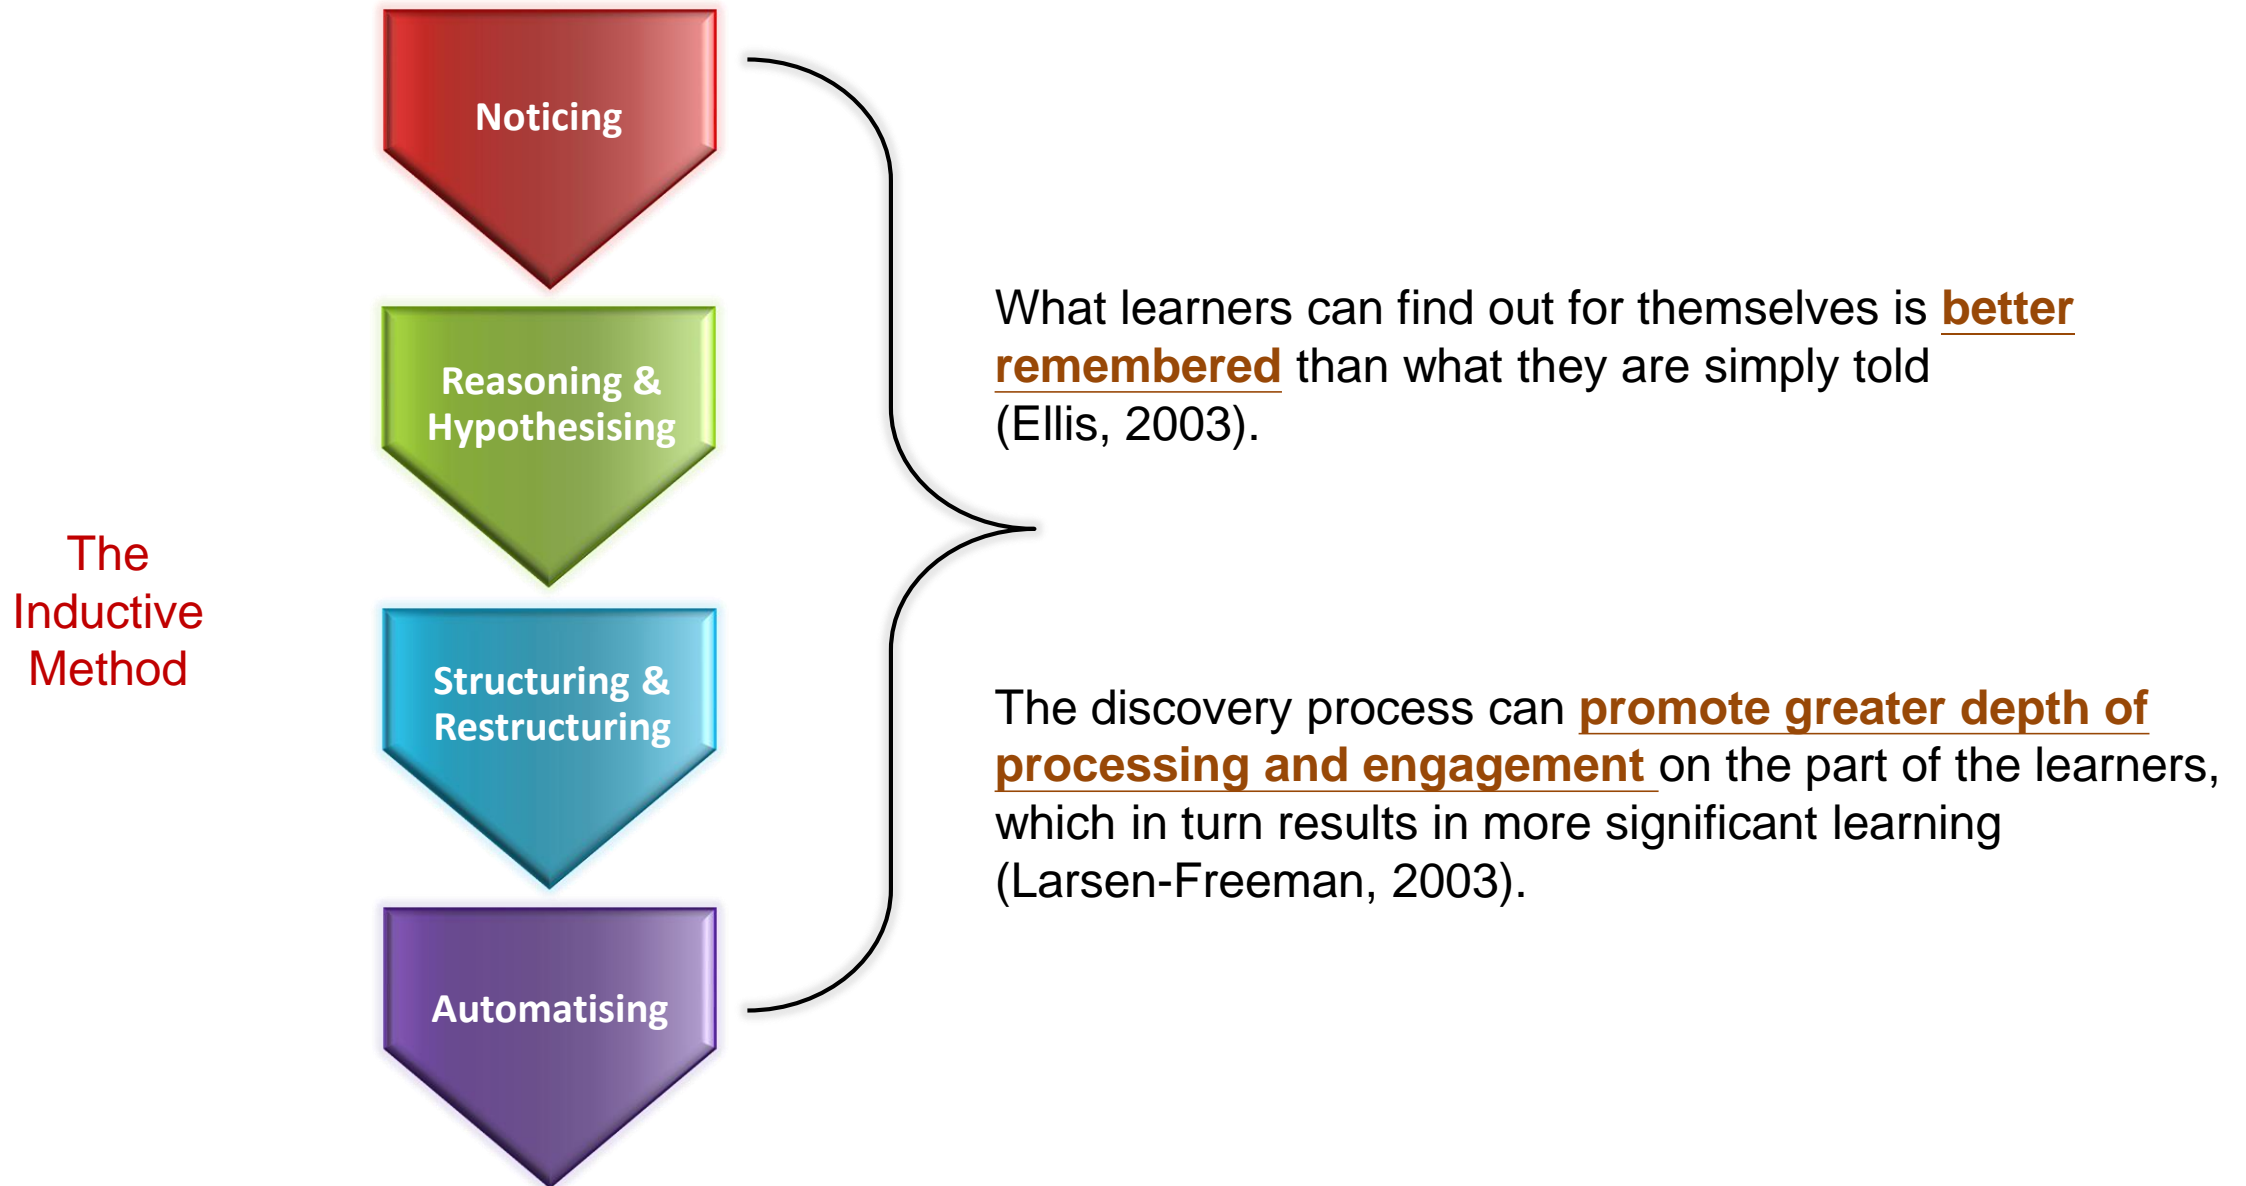 The
Inductive
Method
Noticing
Reasoning &
Hypothesising
Structuring &
Restructuring
Automatising
What learners can find out for themselves is better
remembered than what they are simply told
(Ellis, 2003).
The discovery process can promote greater depth of
processing and engagement on the part of the learners,
which in turn results in more significant learning
(Larsen-Freeman, 2003).